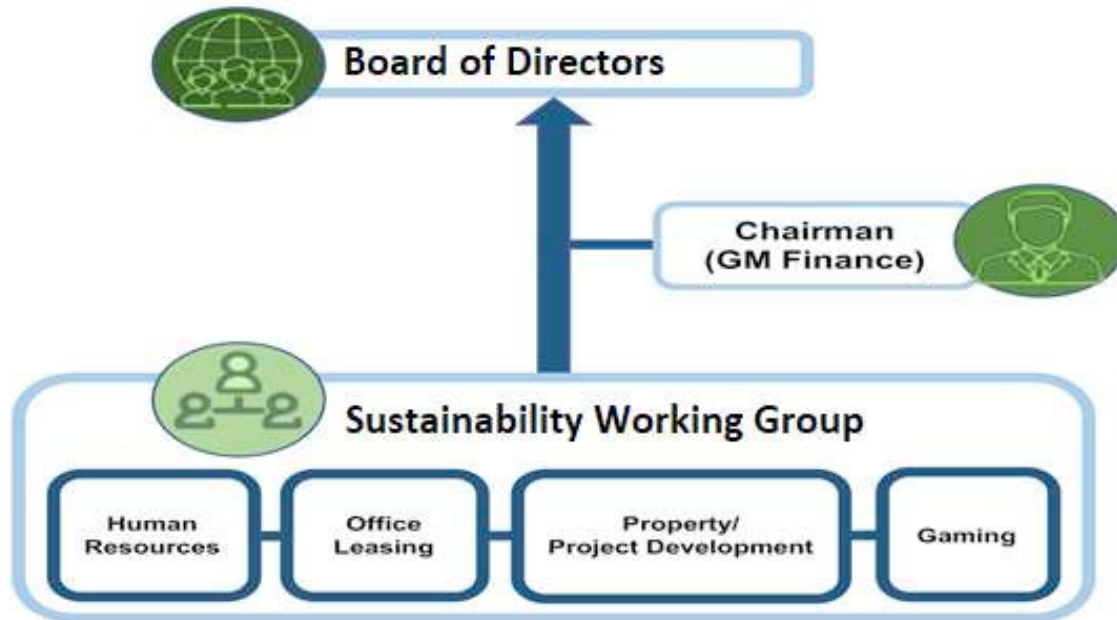 Board of Directors
Chairman
(GM Finance)
Sustainability Working Group
Human
Resources
Office
Leasing
Property/
Project Development
Gaming